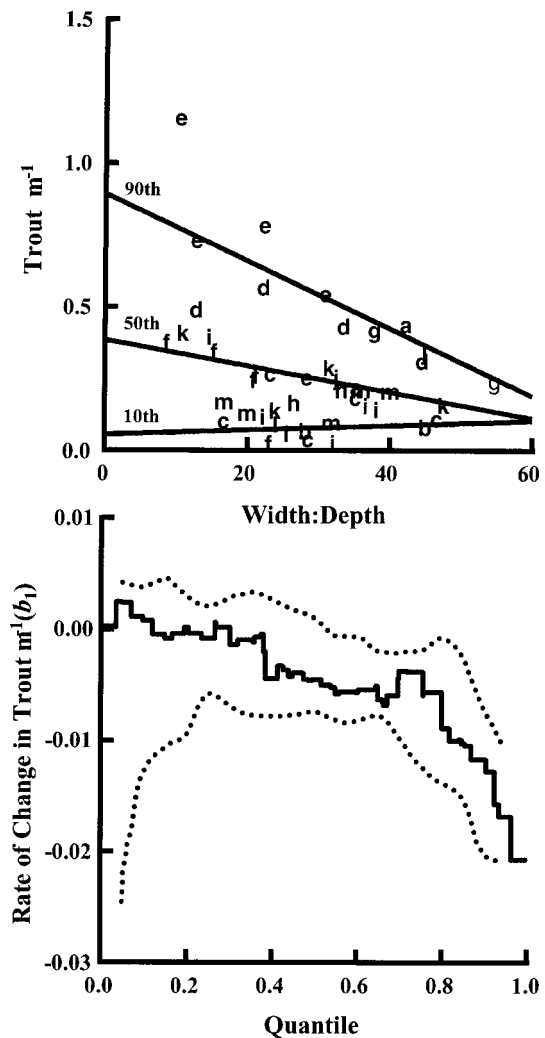 1.5
e
1.0
Trout m⁻¹
90th
e
e
d
e
0.5
d
d
g
a
50th
f
k
i
f
d
f
c
e
k
i
g
m
10th
m
c
m
i
k
h
m
c
b
k
c
0.0
0
20
40
60
Width:Depth
0.01
0.00
-0.01
-0.02
-0.03
Rate of Change in Trout m¹(b₁)
0.0
0.2
0.4
0.6
0.8
1.0
Quantile